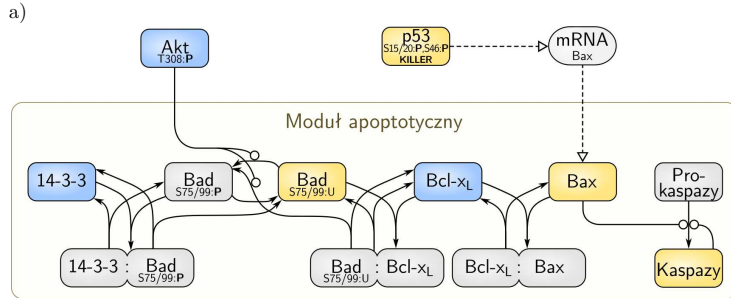 a)
Akt
T308:P
p53
S15/20:P,S46:P
KILLER
mRNA
Bax
Moduł apoptotyczny
14-3-3
Bad
S75/99:P
Bad
S75/99:U
Bcl-xL
Bax
Pro-
kaspazy
14-3-3 : Bad
S75/99:P
Bad : Bcl-xL
S75/99:U
Bcl-xL : Bax
Kaspazy